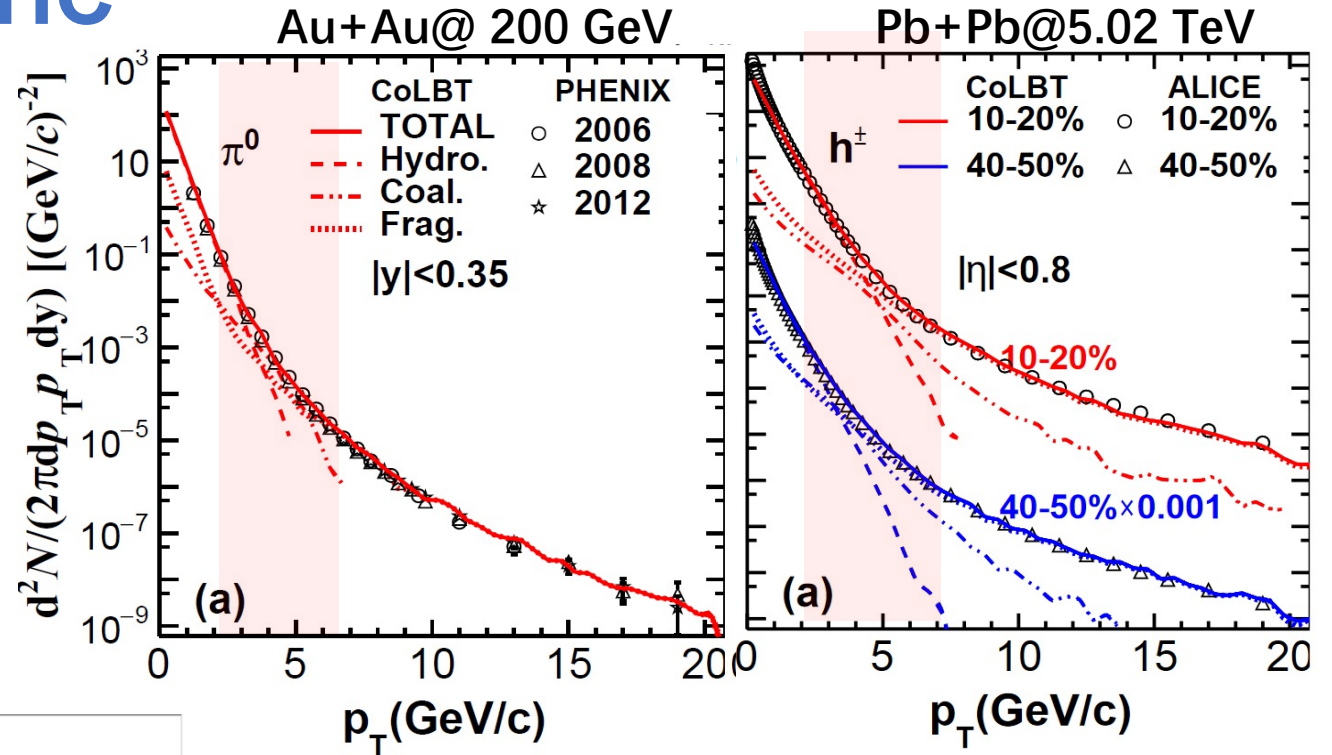 Au+Au@ 200 GeV
Pb+Pb@5.02 TeV
d²N/(2πdp_T p_T dy) [(GeV/c)⁻²]
10³
10
10⁻¹
10⁻³
10⁻⁵
10⁻⁷
10⁻⁹
π⁰
CoLBT PHENIX
TOTAL 2006
Hydro. 2008
Coal. 2012
Frag.
|y|<0.35
(a)
0 5 10 15 20
p_T(GeV/c)
h±
CoLBT ALICE
10-20% 10-20%
40-50% 40-50%
|η|<0.8
10-20%
40-50%×0.001
(a)
0 5 10 15 20
p_T(GeV/c)